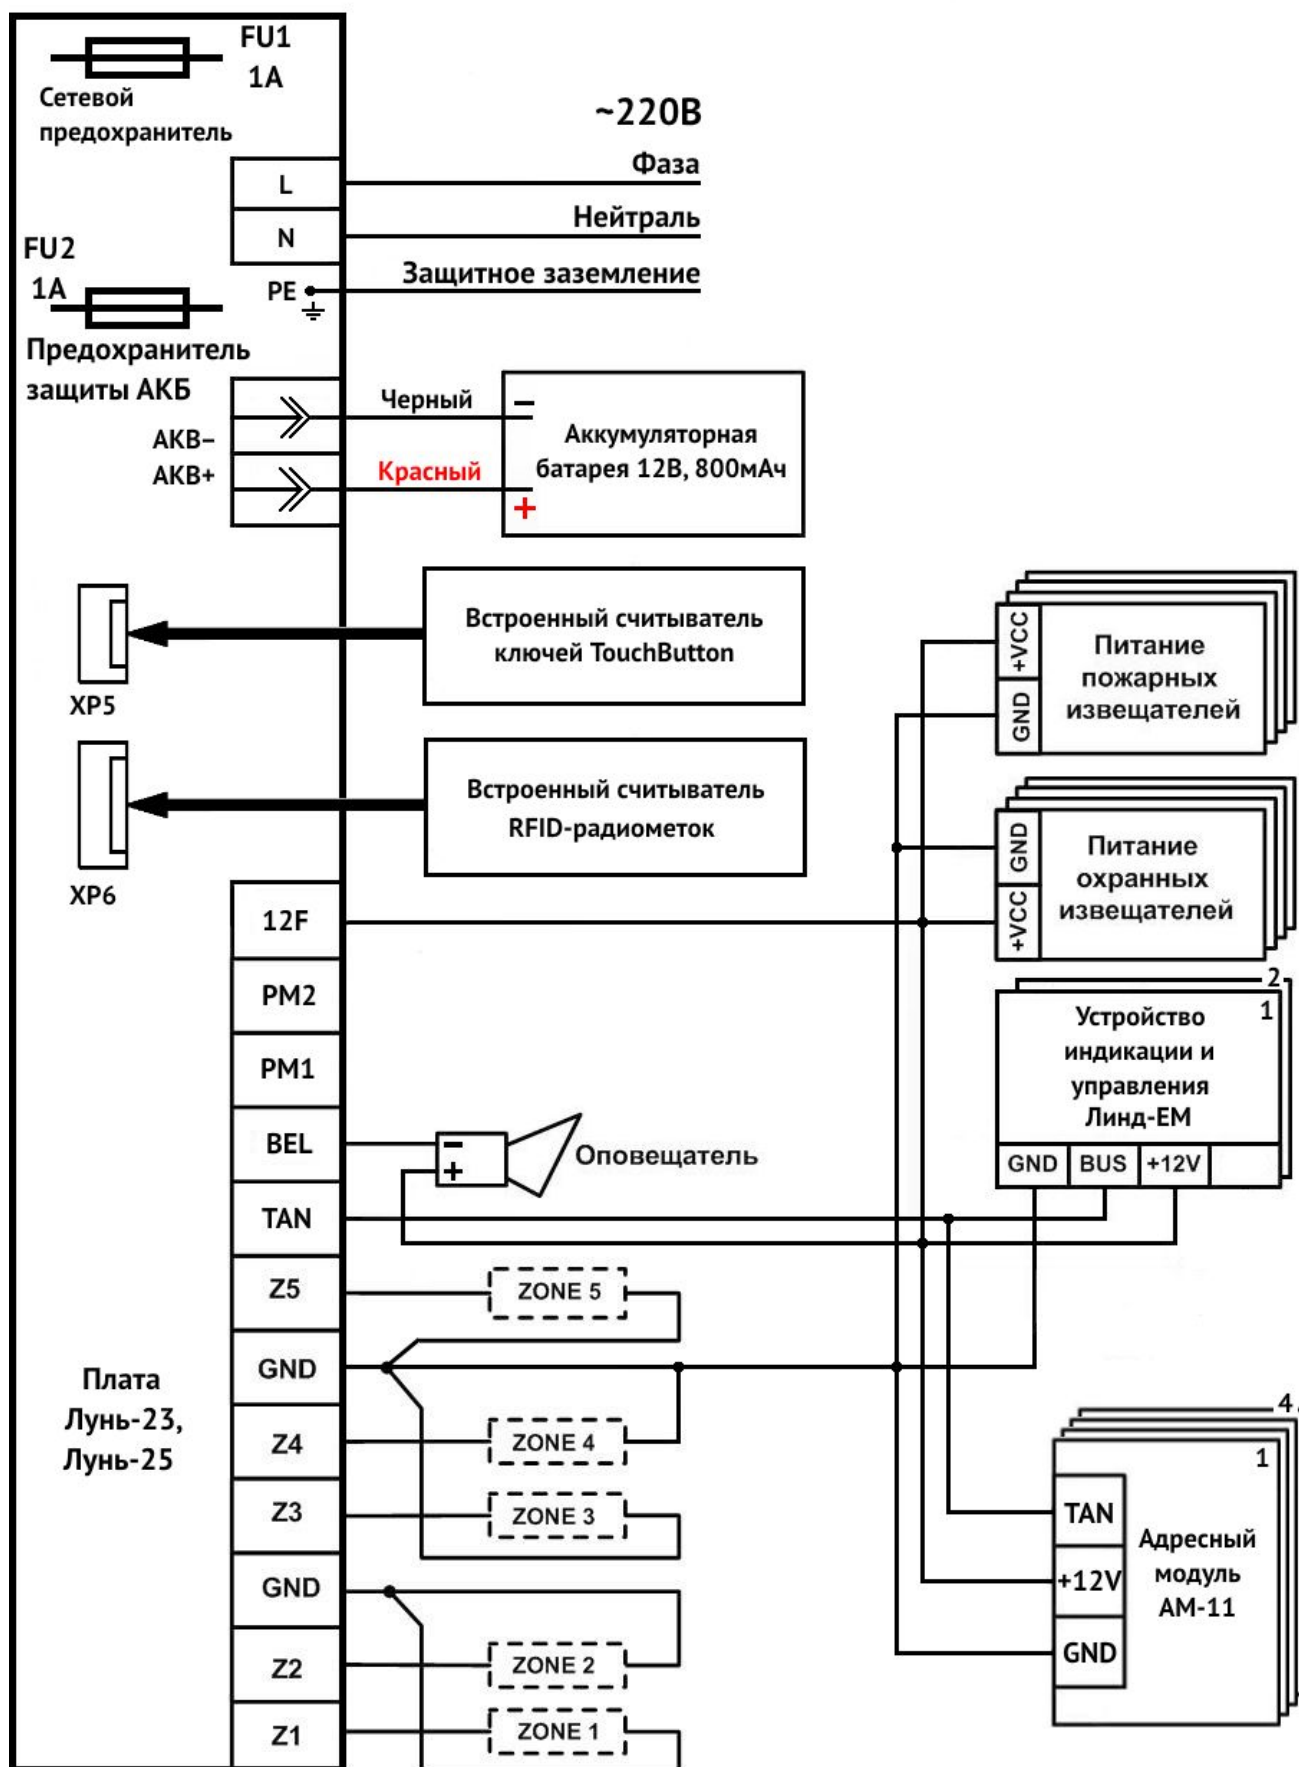 FU1
1А
Сетевой
предохранитель
~220В
Фаза
L
Нейтраль
N
FU2
1А
Защитное заземление
PE
Предохранитель
защиты АКБ
Черный
−
АКВ−
АКВ+
Красный
+
Аккумуляторная
батарея 12В, 800мАч
Встроенный считыватель
ключей TouchButton
XP5
+VCC
GND
Питание
пожарных
извещателей
Встроенный считыватель
RFID-радиометок
XP6
GND
+VCC
Питание
охранных
извещателей
12F
PM2
PM1
BEL
−
+
Оповещатель
2
1
Устройство
индикации и
управления
Линд-ЕМ
GND BUS +12V
TAN
Z5
ZONE 5
GND
Плата
Лунь-23,
Лунь-25
Z4
ZONE 4
Z3
ZONE 3
GND
Z2
ZONE 2
Z1
ZONE 1
4
1
TAN
+12V
GND
Адресный
модуль
АМ-11